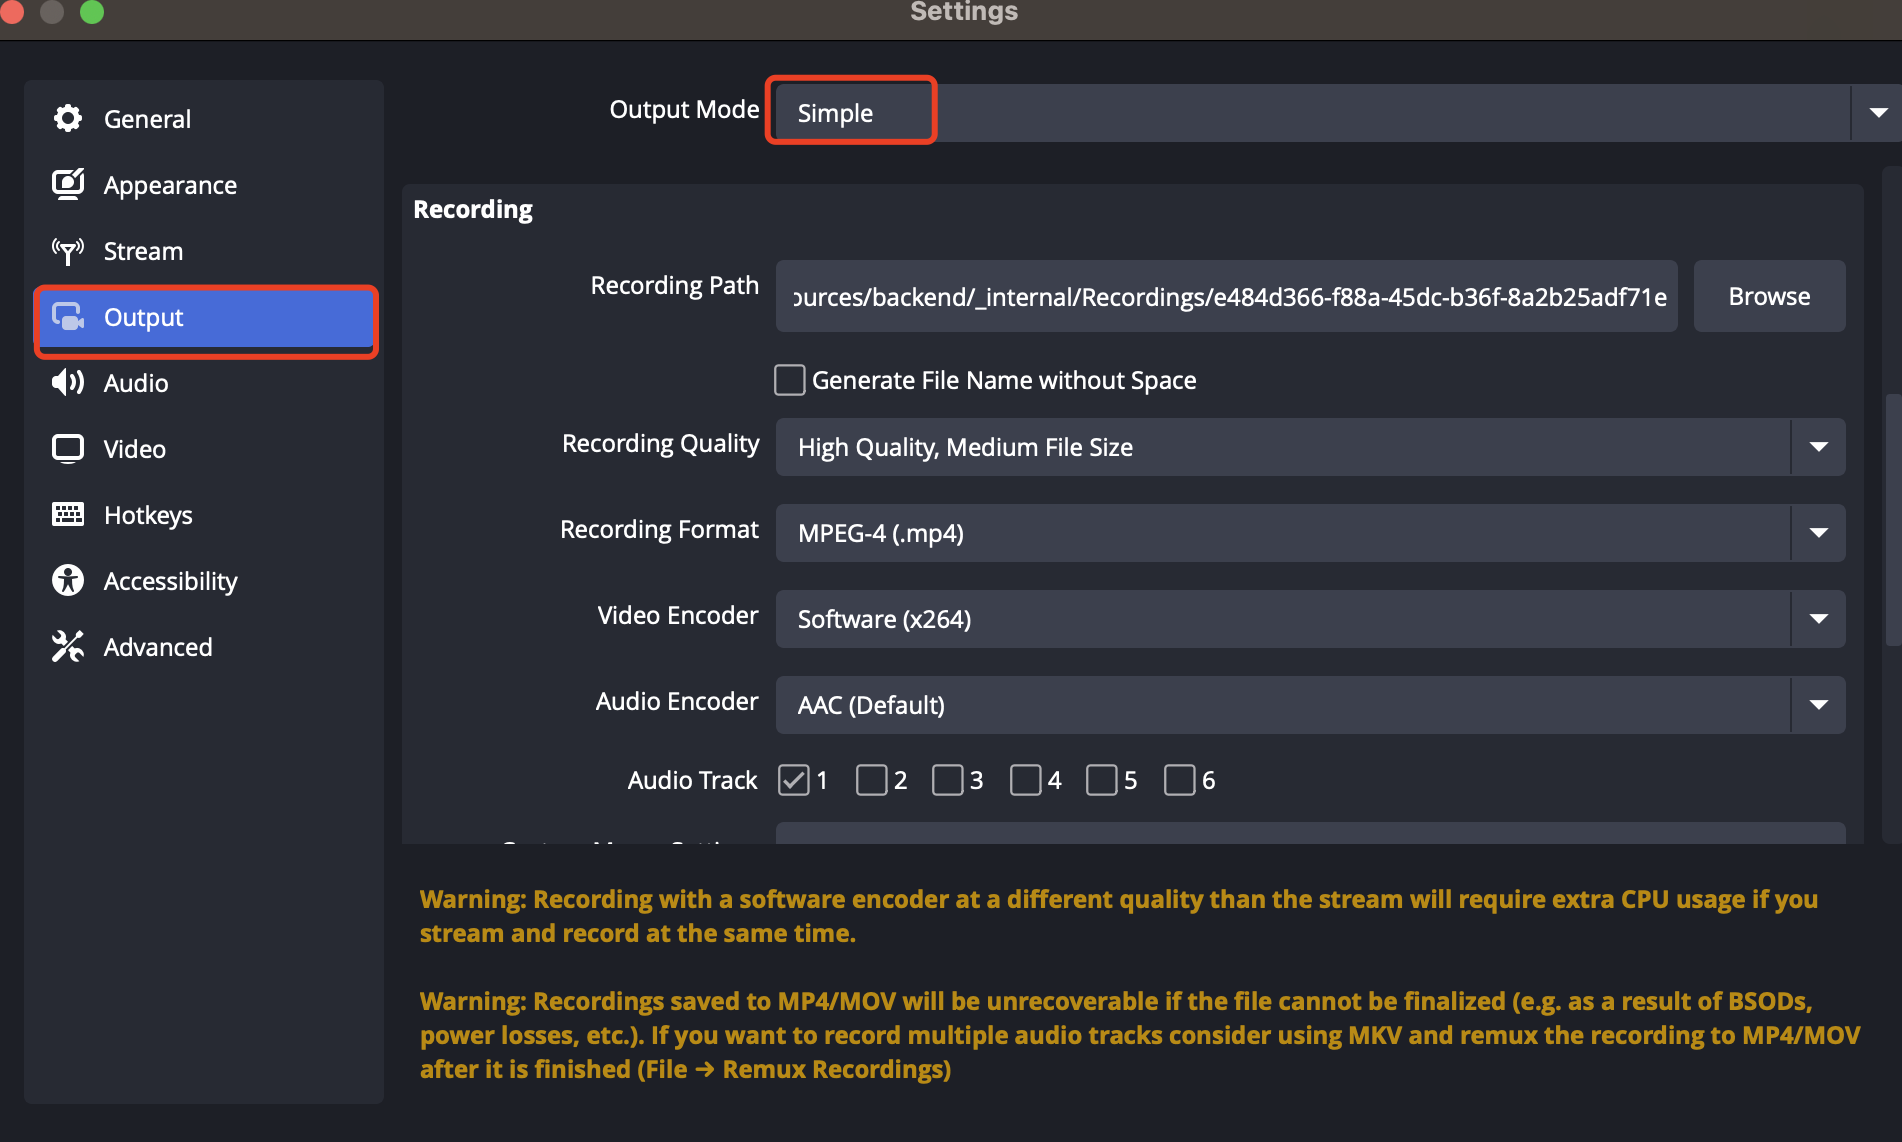 Settings
General
Appearance
Stream
Output
Audio
Video
Hotkeys
Accessibility
Advanced
Output Mode Simple
Recording
Recording Path ources/backend/_internal/Recordings/e484d366-f88a-45dc-b36f-8a2b25adf71e Browse
Generate File Name without Space
Recording Quality High Quality, Medium File Size
Recording Format MPEG-4 (.mp4)
Video Encoder Software (x264)
Audio Encoder AAC (Default)
Audio Track 1 2 3 4 5 6
Warning: Recording with a software encoder at a different quality than the stream will require extra CPU usage if you
stream and record at the same time.
Warning: Recordings saved to MP4/MOV will be unrecoverable if the file cannot be finalized (e.g. as a result of BSODs,
power losses, etc.). If you want to record multiple audio tracks consider using MKV and remux the recording to MP4/MOV
after it is finished (File → Remux Recordings)